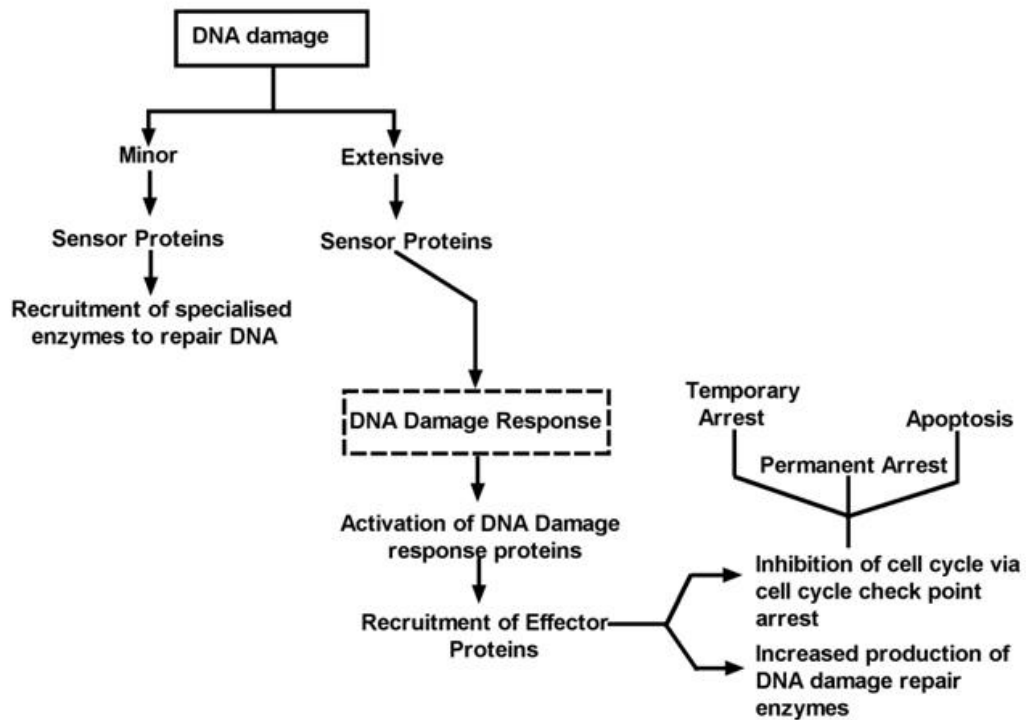 DNA damage
Minor
Extensive
Sensor Proteins
Sensor Proteins
Recruitment of specialised
enzymes to repair DNA
DNA Damage Response
Temporary
Arrest
Permanent Arrest
Apoptosis
Activation of DNA Damage
response proteins
Inhibition of cell cycle via
cell cycle check point
arrest
Recruitment of Effector
Proteins
Increased production of
DNA damage repair
enzymes